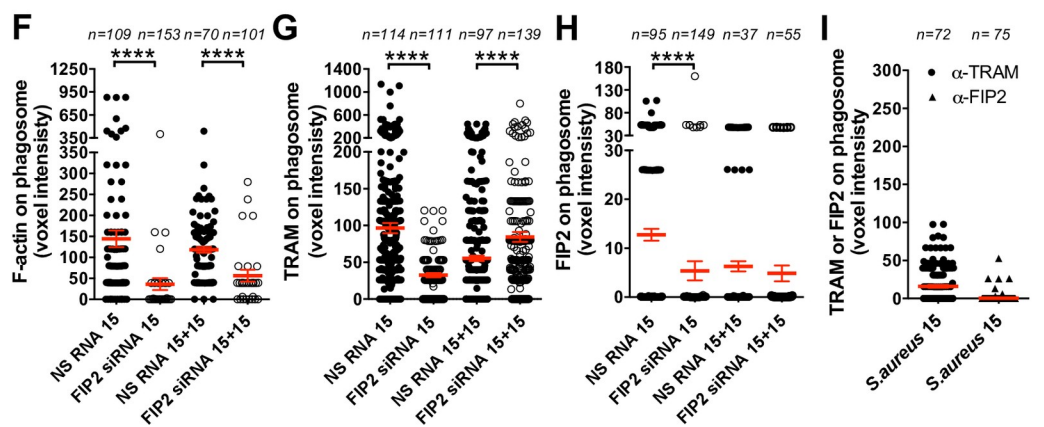 F
n=109 n=153 n=70 n=101
****
****
F-actin on phagosome
(voxel intensisty)
1250
950
650
350
350
300
250
200
150
100
50
0
NS RNA 15
FIP2 siRNA 15
NS RNA 15+15
FIP2 siRNA 15+15
G
n=114 n=111 n=97 n=139
****
****
TRAM on phagosome
(voxel intensity)
1400
1000
600
200
200
150
100
50
0
NS RNA 15
FIP2 siRNA 15
NS RNA 15+15
FIP2 siRNA 15+15
H
n=95 n=149 n=37 n=55
****
FIP2 on phagosome
(voxel intensity)
180
130
80
30
30
20
10
0
NS RNA 15
FIP2 siRNA 15
NS RNA 15+15
FIP2 siRNA 15+15
I
n=72 n= 75
α-TRAM
α-FIP2
TRAM or FIP2 on phagosome
(voxel intensity)
300
250
200
150
100
50
0
S.aureus 15
S.aureus 15